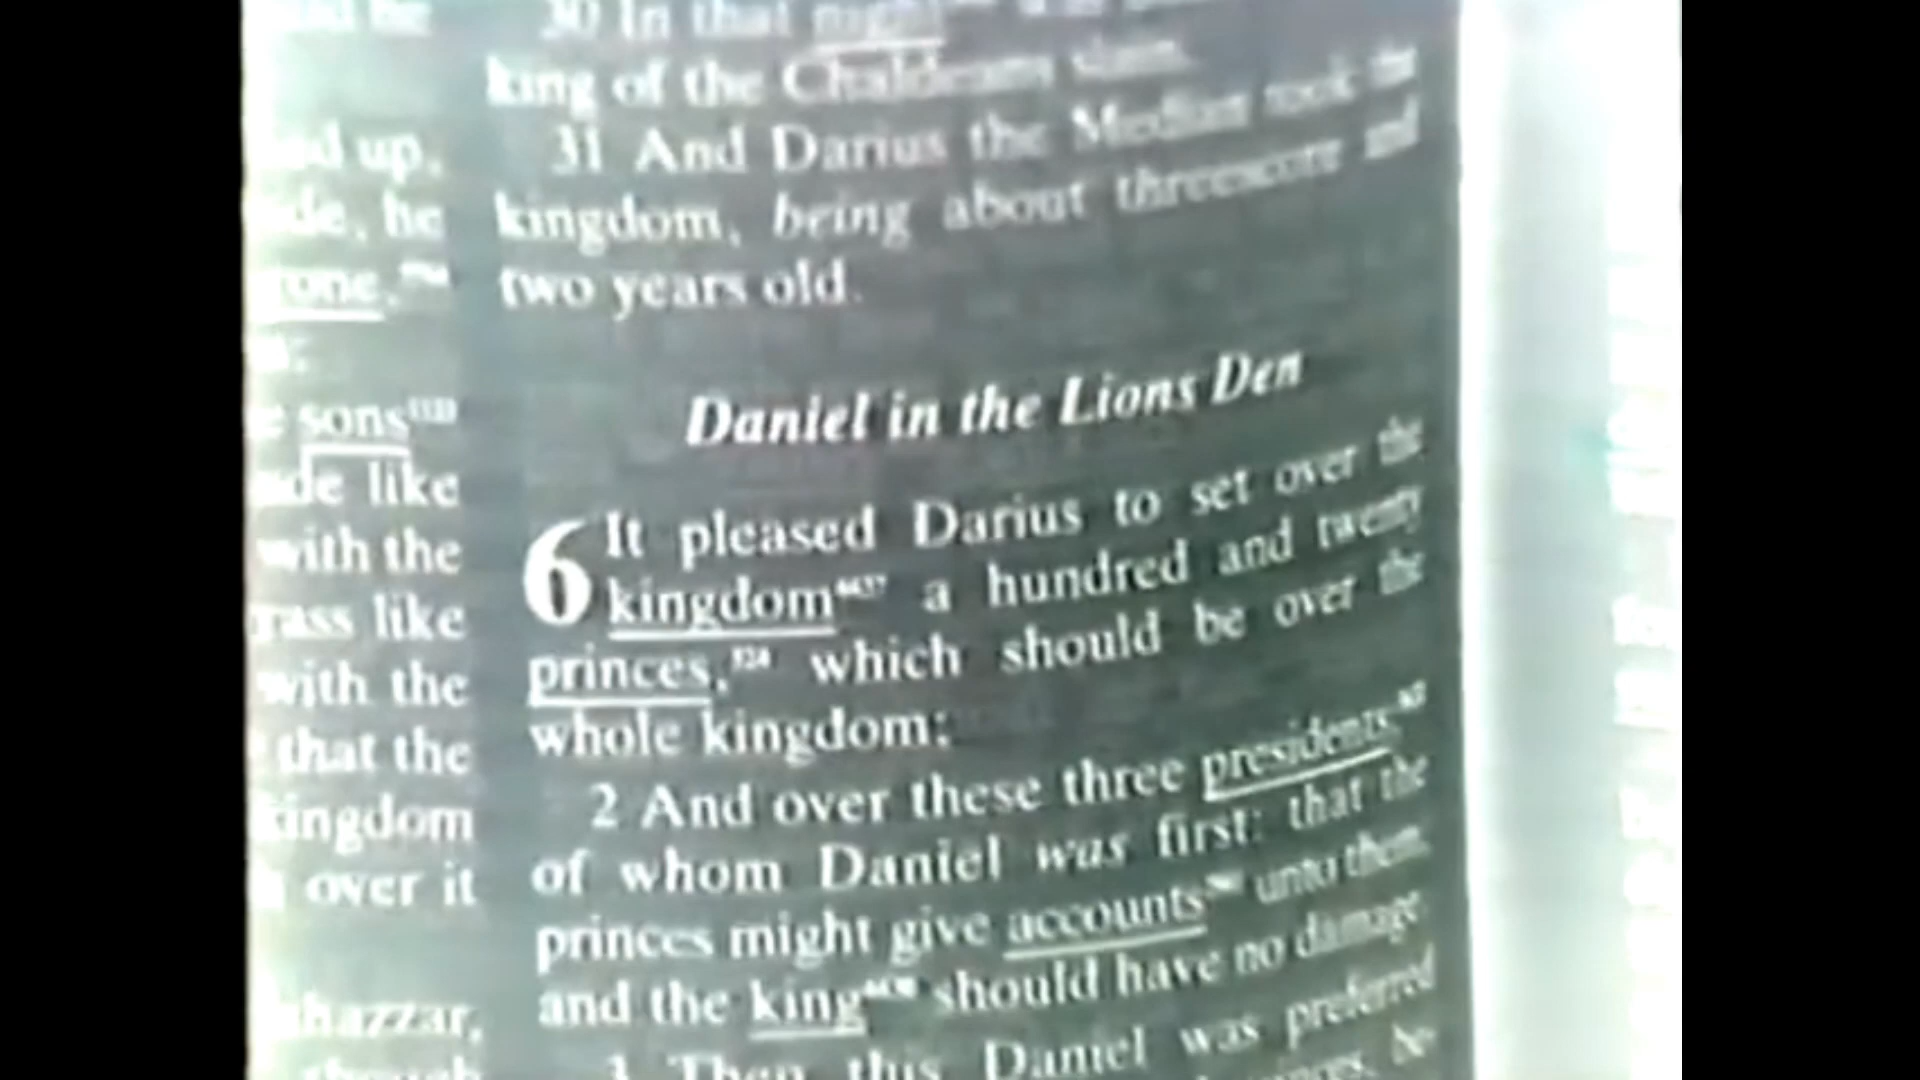 30 In that night
king of the Chaldeans slain.
31 And Darius the Median took the
kingdom, being about threescore and
two years old.
Daniel in the Lions Den
6 It pleased Darius to set over the
kingdom a hundred and twenty
princes,⁣ which should be over the
whole kingdom;
2 And over these three presidents;
of whom Daniel was first: that the
princes might give accounts unto them,
and the king should have no damage.
3 Then this Daniel was preferred
up,
he
one,
sons
like
with the
like
with the
that the
kingdom
over it
though